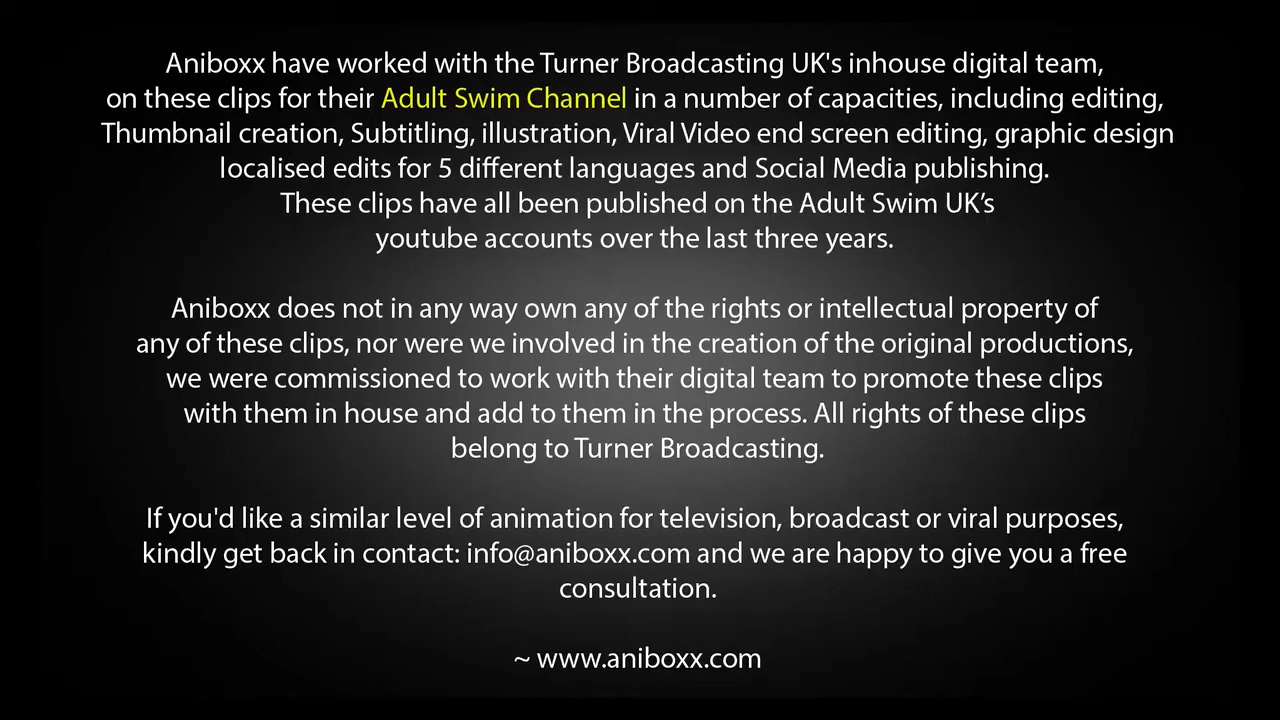 Aniboxx have worked with the Turner Broadcasting UK's inhouse digital team,
on these clips for their Adult Swim Channel in a number of capacities, including editing,
Thumbnail creation, Subtitling, illustration, Viral Video end screen editing, graphic design
localised edits for 5 different languages and Social Media publishing.
These clips have all been published on the Adult Swim UK’s
youtube accounts over the last three years.
Aniboxx does not in any way own any of the rights or intellectual property of
any of these clips, nor were we involved in the creation of the original productions,
we were commissioned to work with their digital team to promote these clips
with them in house and add to them in the process. All rights of these clips
belong to Turner Broadcasting.
If you'd like a similar level of animation for television, broadcast or viral purposes,
kindly get back in contact: info@aniboxx.com and we are happy to give you a free
consultation.
~ www.aniboxx.com